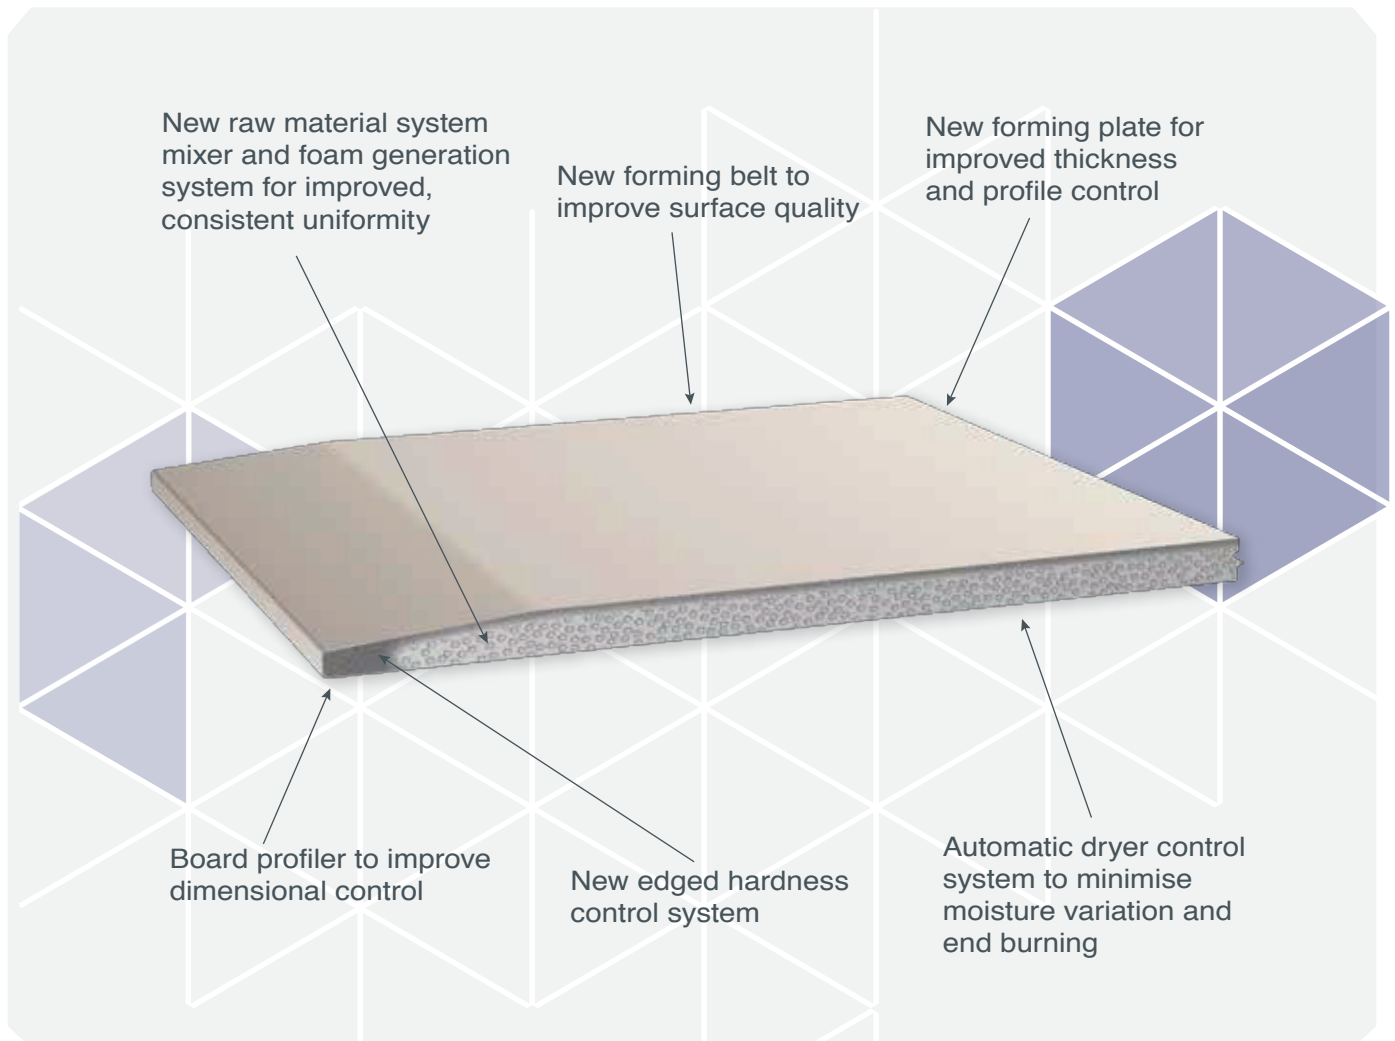 New raw material system
mixer and foam generation
system for improved,
consistent uniformity
New forming belt to
improve surface quality
New forming plate for
improved thickness
and profile control
Board profiler to improve
dimensional control
New edged hardness
control system
Automatic dryer control
system to minimise
moisture variation and
end burning